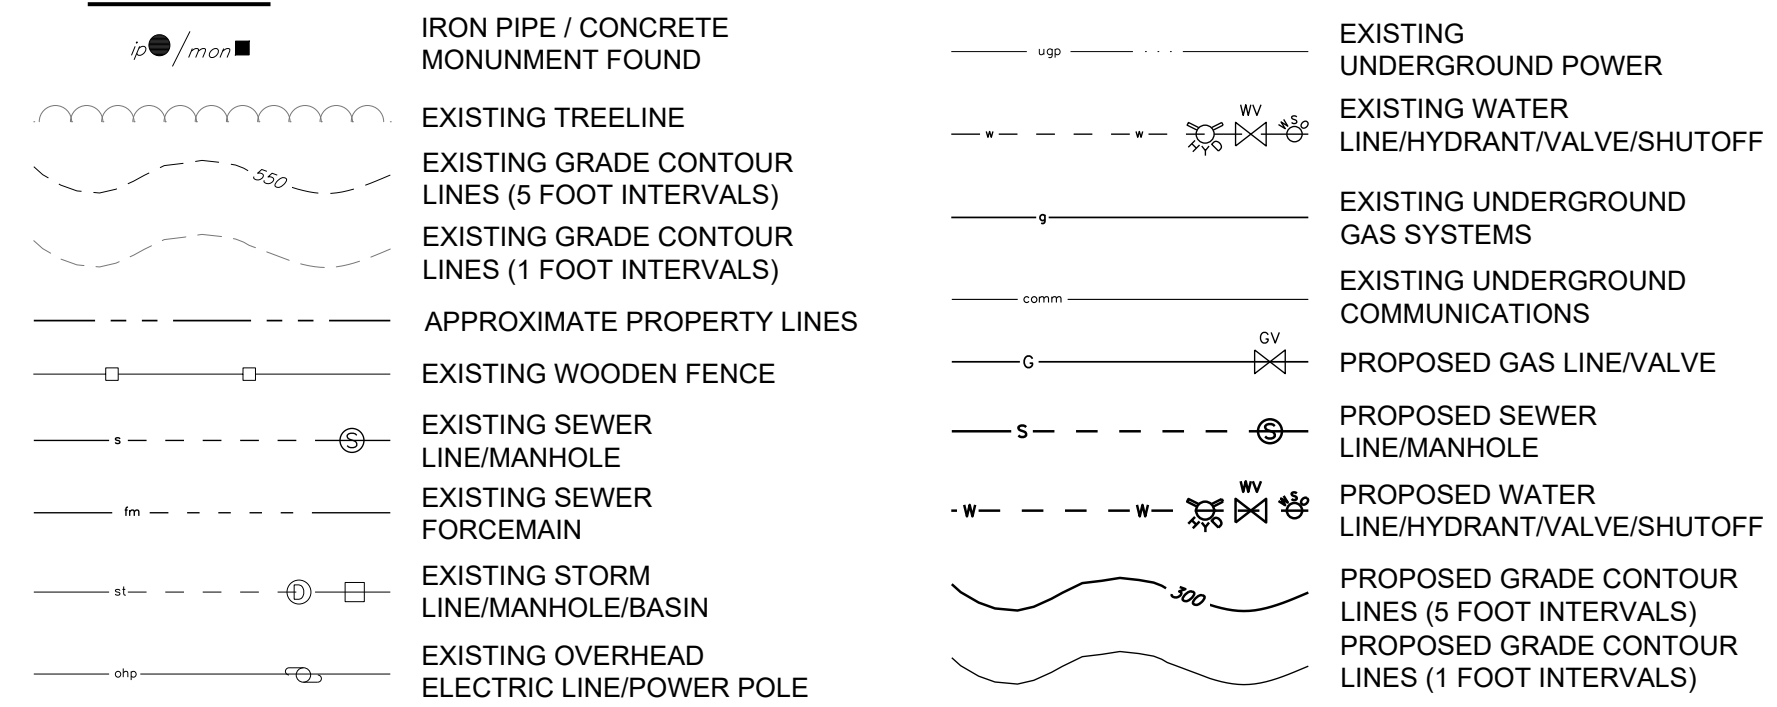 ip / mon
IRON PIPE / CONCRETE
MONUNMENT FOUND
EXISTING TREELINE
550
EXISTING GRADE CONTOUR
LINES (5 FOOT INTERVALS)
EXISTING GRADE CONTOUR
LINES (1 FOOT INTERVALS)
APPROXIMATE PROPERTY LINES
EXISTING WOODEN FENCE
s S
EXISTING SEWER
LINE/MANHOLE
fm
EXISTING SEWER
FORCEMAIN
st D
EXISTING STORM
LINE/MANHOLE/BASIN
ohp
EXISTING OVERHEAD
ELECTRIC LINE/POWER POLE
ugp
EXISTING
UNDERGROUND POWER
w w HYD WV WSO
EXISTING WATER
LINE/HYDRANT/VALVE/SHUTOFF
g
EXISTING UNDERGROUND
GAS SYSTEMS
comm
EXISTING UNDERGROUND
COMMUNICATIONS
G GV
PROPOSED GAS LINE/VALVE
S S
PROPOSED SEWER
LINE/MANHOLE
W W HYD WV WSO
PROPOSED WATER
LINE/HYDRANT/VALVE/SHUTOFF
300
PROPOSED GRADE CONTOUR
LINES (5 FOOT INTERVALS)
PROPOSED GRADE CONTOUR
LINES (1 FOOT INTERVALS)